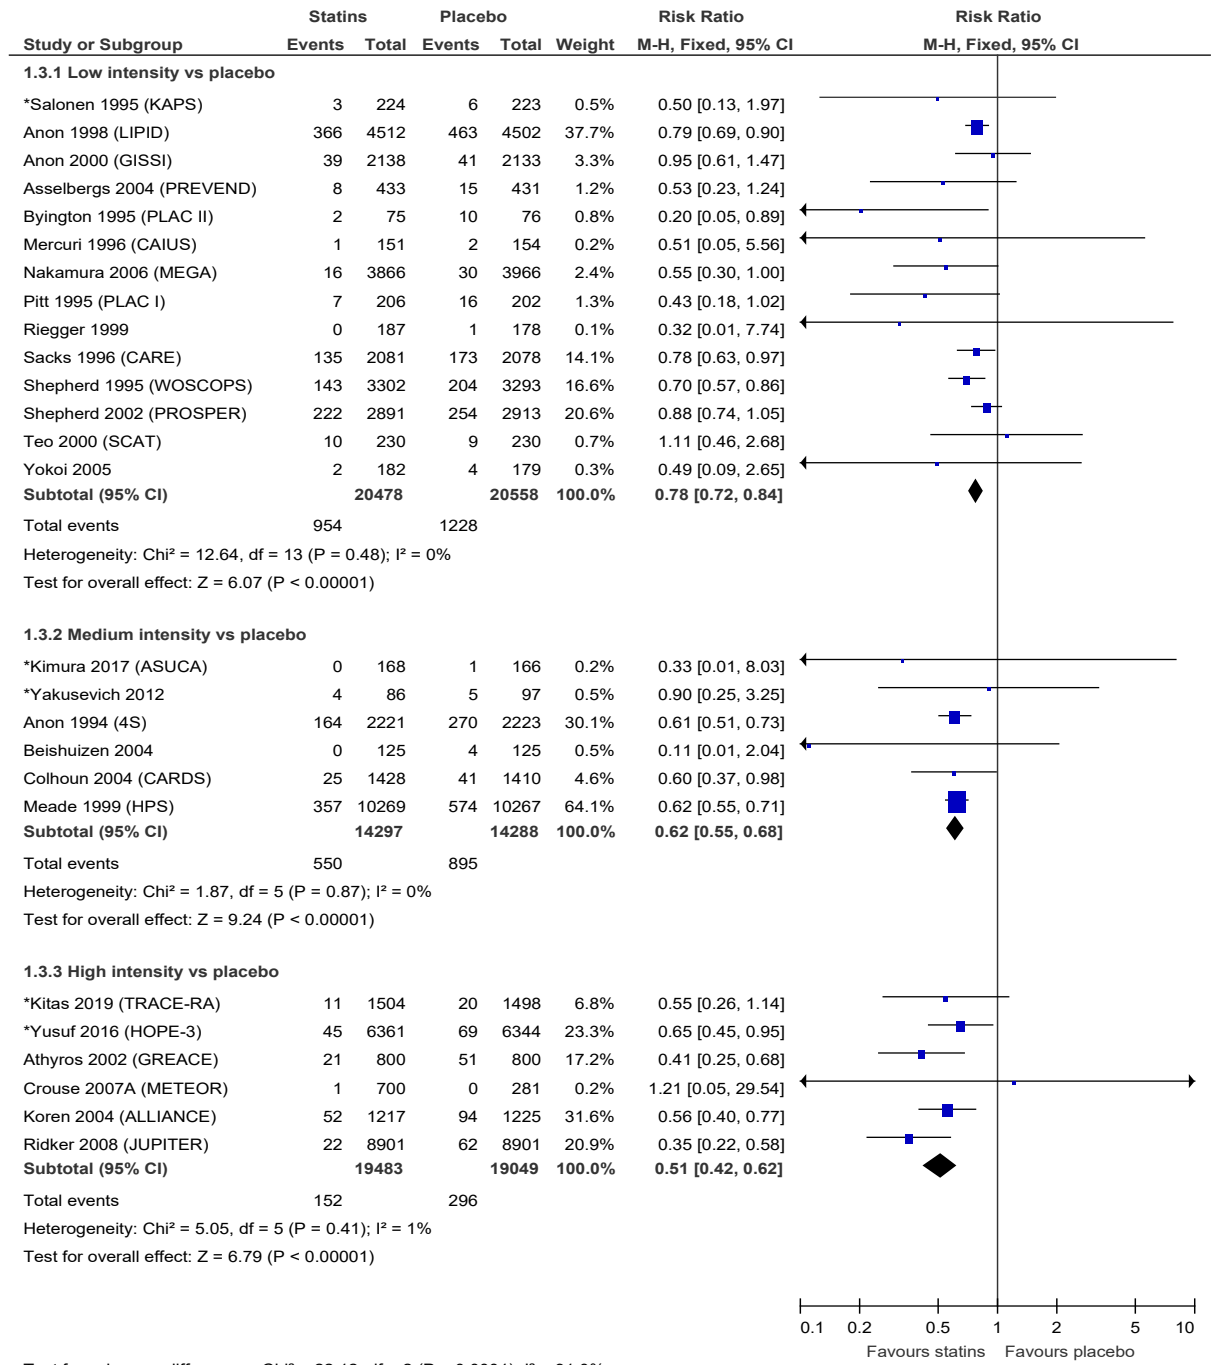 Statins Placebo Risk Ratio Risk Ratio
Study or Subgroup Events Total Events Total Weight M-H, Fixed, 95% CI M-H, Fixed, 95% CI
1.3.1 Low intensity vs placebo
*Salonen 1995 (KAPS) 3 224 6 223 0.5% 0.50 [0.13, 1.97]
Anon 1998 (LIPID) 366 4512 463 4502 37.7% 0.79 [0.69, 0.90]
Anon 2000 (GISSI) 39 2138 41 2133 3.3% 0.95 [0.61, 1.47]
Asselbergs 2004 (PREVEND) 8 433 15 431 1.2% 0.53 [0.23, 1.24]
Byington 1995 (PLAC II) 2 75 10 76 0.8% 0.20 [0.05, 0.89]
Mercuri 1996 (CAIUS) 1 151 2 154 0.2% 0.51 [0.05, 5.56]
Nakamura 2006 (MEGA) 16 3866 30 3966 2.4% 0.55 [0.30, 1.00]
Pitt 1995 (PLAC I) 7 206 16 202 1.3% 0.43 [0.18, 1.02]
Riegger 1999 0 187 1 178 0.1% 0.32 [0.01, 7.74]
Sacks 1996 (CARE) 135 2081 173 2078 14.1% 0.78 [0.63, 0.97]
Shepherd 1995 (WOSCOPS) 143 3302 204 3293 16.6% 0.70 [0.57, 0.86]
Shepherd 2002 (PROSPER) 222 2891 254 2913 20.6% 0.88 [0.74, 1.05]
Teo 2000 (SCAT) 10 230 9 230 0.7% 1.11 [0.46, 2.68]
Yokoi 2005 2 182 4 179 0.3% 0.49 [0.09, 2.65]
Subtotal (95% CI) 20478 20558 100.0% 0.78 [0.72, 0.84]
Total events 954 1228
Heterogeneity: Chi² = 12.64, df = 13 (P = 0.48); I² = 0%
Test for overall effect: Z = 6.07 (P < 0.00001)
1.3.2 Medium intensity vs placebo
*Kimura 2017 (ASUCA) 0 168 1 166 0.2% 0.33 [0.01, 8.03]
*Yakusevich 2012 4 86 5 97 0.5% 0.90 [0.25, 3.25]
Anon 1994 (4S) 164 2221 270 2223 30.1% 0.61 [0.51, 0.73]
Beishuizen 2004 0 125 4 125 0.5% 0.11 [0.01, 2.04]
Colhoun 2004 (CARDS) 25 1428 41 1410 4.6% 0.60 [0.37, 0.98]
Meade 1999 (HPS) 357 10269 574 10267 64.1% 0.62 [0.55, 0.71]
Subtotal (95% CI) 14297 14288 100.0% 0.62 [0.55, 0.68]
Total events 550 895
Heterogeneity: Chi² = 1.87, df = 5 (P = 0.87); I² = 0%
Test for overall effect: Z = 9.24 (P < 0.00001)
1.3.3 High intensity vs placebo
*Kitas 2019 (TRACE-RA) 11 1504 20 1498 6.8% 0.55 [0.26, 1.14]
*Yusuf 2016 (HOPE-3) 45 6361 69 6344 23.3% 0.65 [0.45, 0.95]
Athyros 2002 (GREACE) 21 800 51 800 17.2% 0.41 [0.25, 0.68]
Crouse 2007A (METEOR) 1 700 0 281 0.2% 1.21 [0.05, 29.54]
Koren 2004 (ALLIANCE) 52 1217 94 1225 31.6% 0.56 [0.40, 0.77]
Ridker 2008 (JUPITER) 22 8901 62 8901 20.9% 0.35 [0.22, 0.58]
Subtotal (95% CI) 19483 19049 100.0% 0.51 [0.42, 0.62]
Total events 152 296
Heterogeneity: Chi² = 5.05, df = 5 (P = 0.41); I² = 1%
Test for overall effect: Z = 6.79 (P < 0.00001)
0.1 0.2 0.5 1 2 5 10
Favours statins Favours placebo